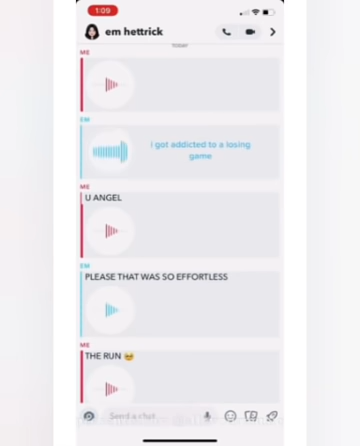 1:09
em hettrick
TODAY
ME
EM
i got addicted to a losing
game
ME
U ANGEL
EM
PLEASE THAT WAS SO EFFORTLESS
ME
THE RUN 🥹
Send a chat